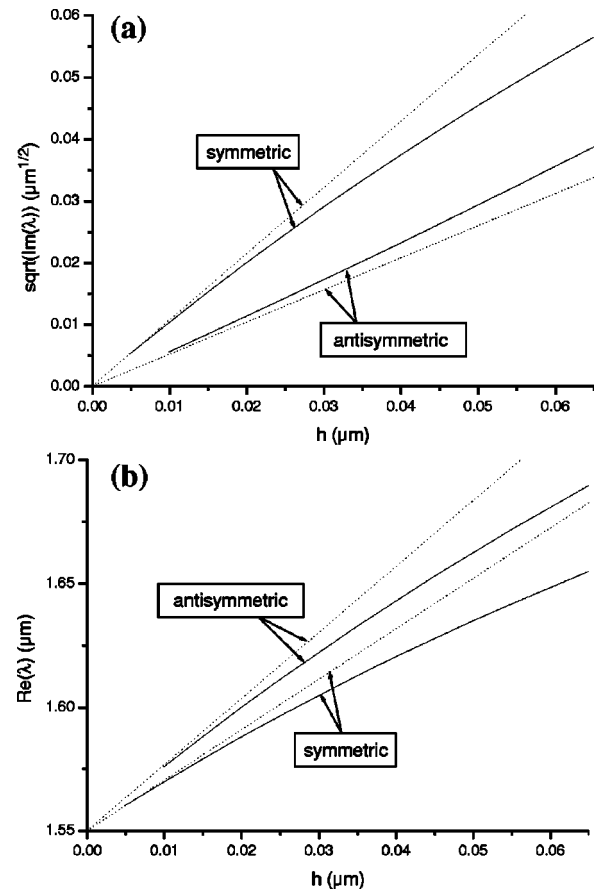 (a)
0.06
0.05
0.04
0.03
0.02
0.01
0.00
sqrt(Im(λ)) (μm1/2)
symmetric
antisymmetric
0.00 0.01 0.02 0.03 0.04 0.05 0.06
h (μm)
(b)
1.70
1.65
1.60
1.55
Re(λ) (μm)
antisymmetric
symmetric
0.00 0.01 0.02 0.03 0.04 0.05 0.06
h (μm)